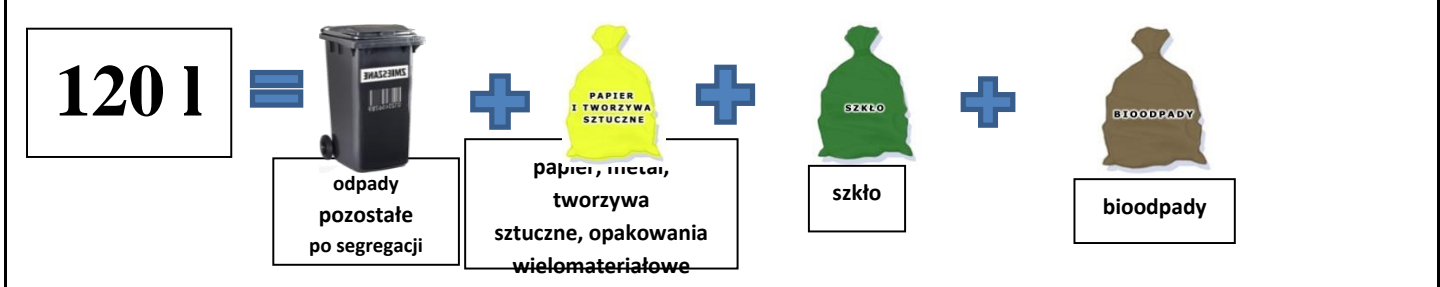 120 l
ZMIESZANE
odpady
pozostałe
po segregacji
PAPIER
I TWORZYWA
SZTUCZNE
papier, metal,
tworzywa
sztuczne, opakowania
wielomateriałowe
SZKŁO
szkło
BIOODPADY
bioodpady